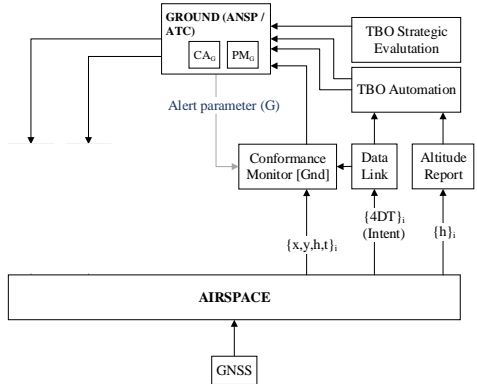 GROUND (ANSP /
ATC)
CAG
PMG
TBO Strategic
Evalutation
TBO Automation
Alert parameter (G)
Conformance
Monitor [Gnd]
Data
Link
Altitude
Report
{x,y,h,t}i
{4DT}i
(Intent)
{h}i
AIRSPACE
GNSS